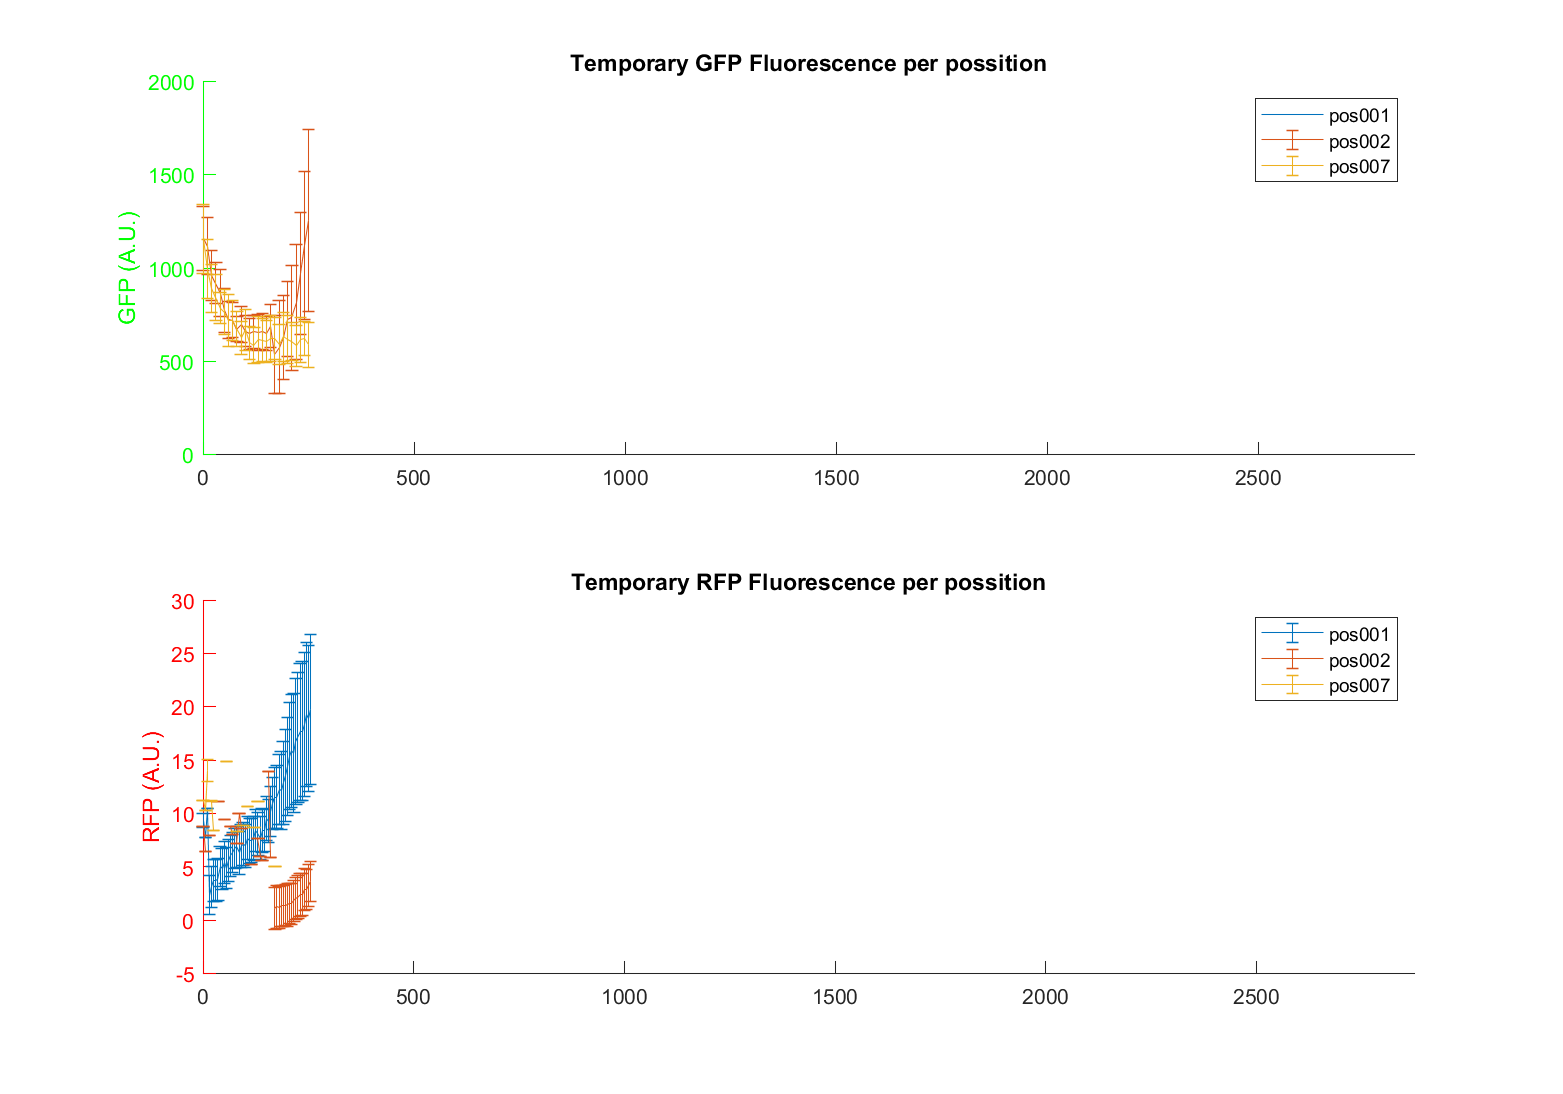 Temporary GFP Fluorescence per possition
2000
1500
1000
500
0
GFP (A.U.)
pos001
pos002
pos007
0 500 1000 1500 2000 2500
Temporary RFP Fluorescence per possition
30
25
20
15
10
5
0
-5
RFP (A.U.)
pos001
pos002
pos007
0 500 1000 1500 2000 2500